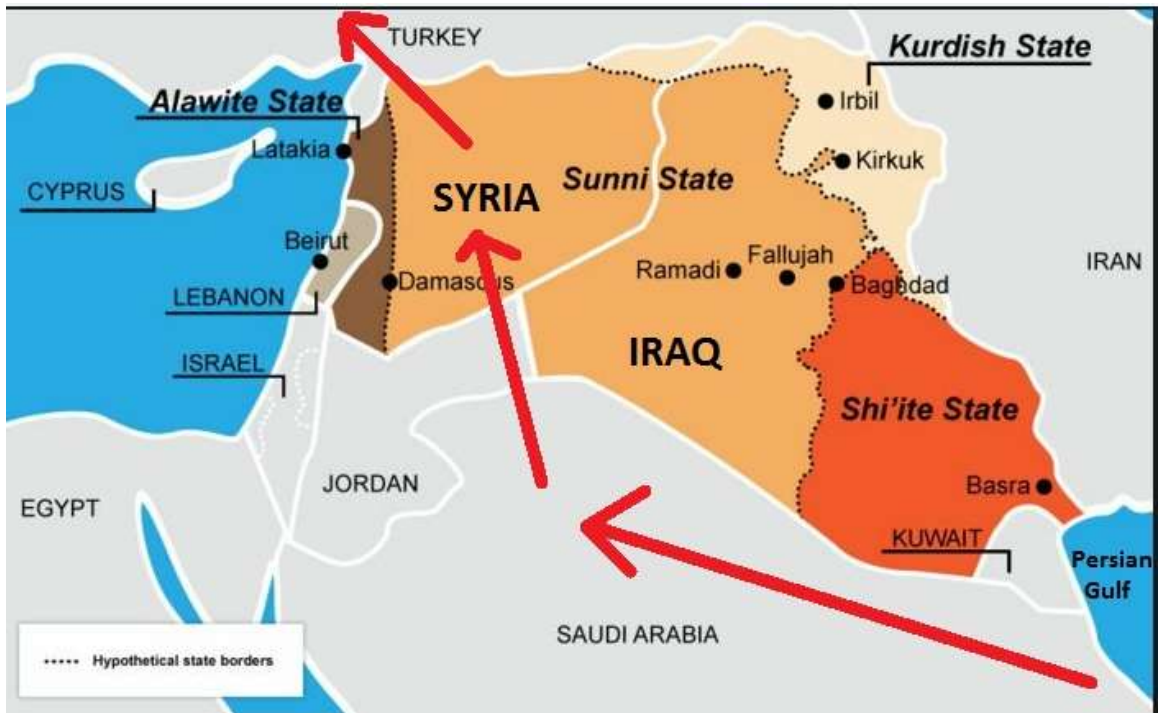 TURKEY
Kurdish State
Alawite State
Irbil
Latakia
Kirkuk
CYPRUS
SYRIA
Sunni State
Beirut
Ramadi
Fallujah
IRAN
Damascus
Baghdad
LEBANON
IRAQ
ISRAEL
Shi'ite State
JORDAN
Basra
EGYPT
KUWAIT
Persian
Gulf
SAUDI ARABIA
Hypothetical state borders